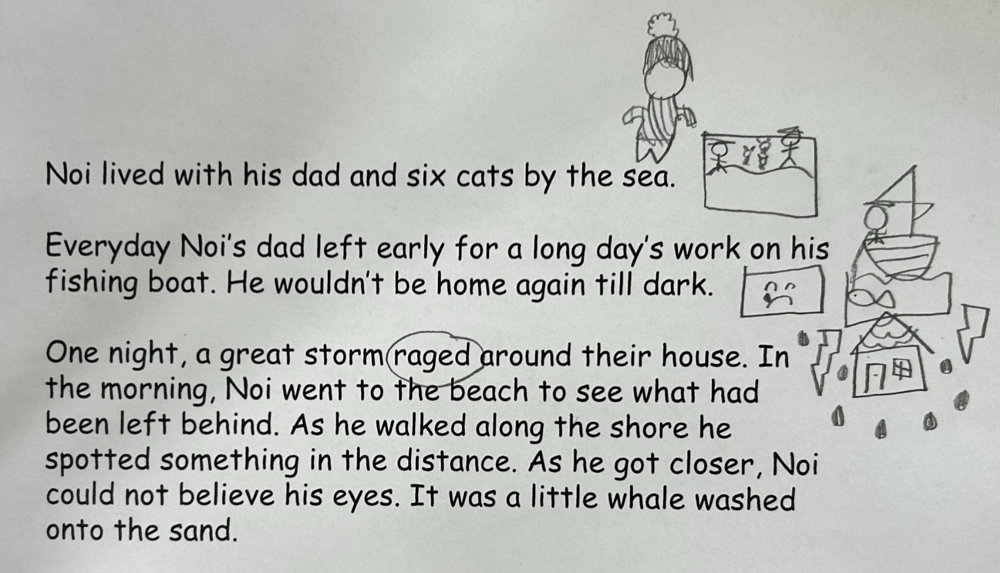 Noi lived with his dad and six cats by the sea.
Everyday Noi's dad left early for a long day's work on his
fishing boat. He wouldn't be home again till dark.
One night, a great storm raged around their house. In
the morning, Noi went to the beach to see what had
been left behind. As he walked along the shore he
spotted something in the distance. As he got closer, Noi
could not believe his eyes. It was a little whale washed
onto the sand.